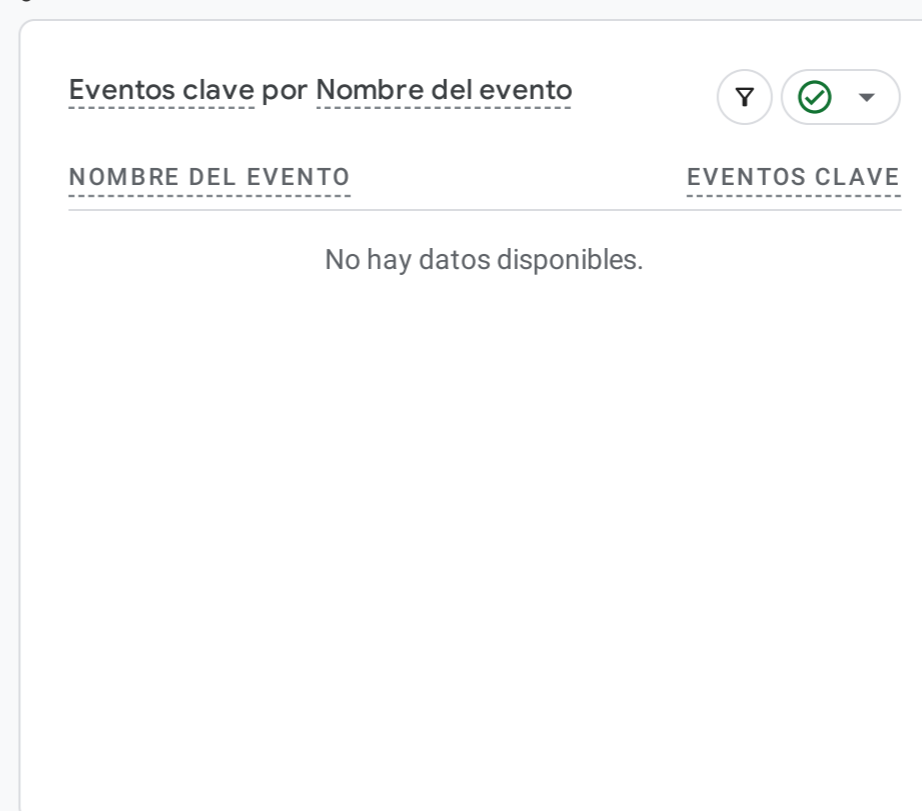 Eventos clave por Nombre del evento
NOMBRE DEL EVENTO EVENTOS CLAVE
No hay datos disponibles.